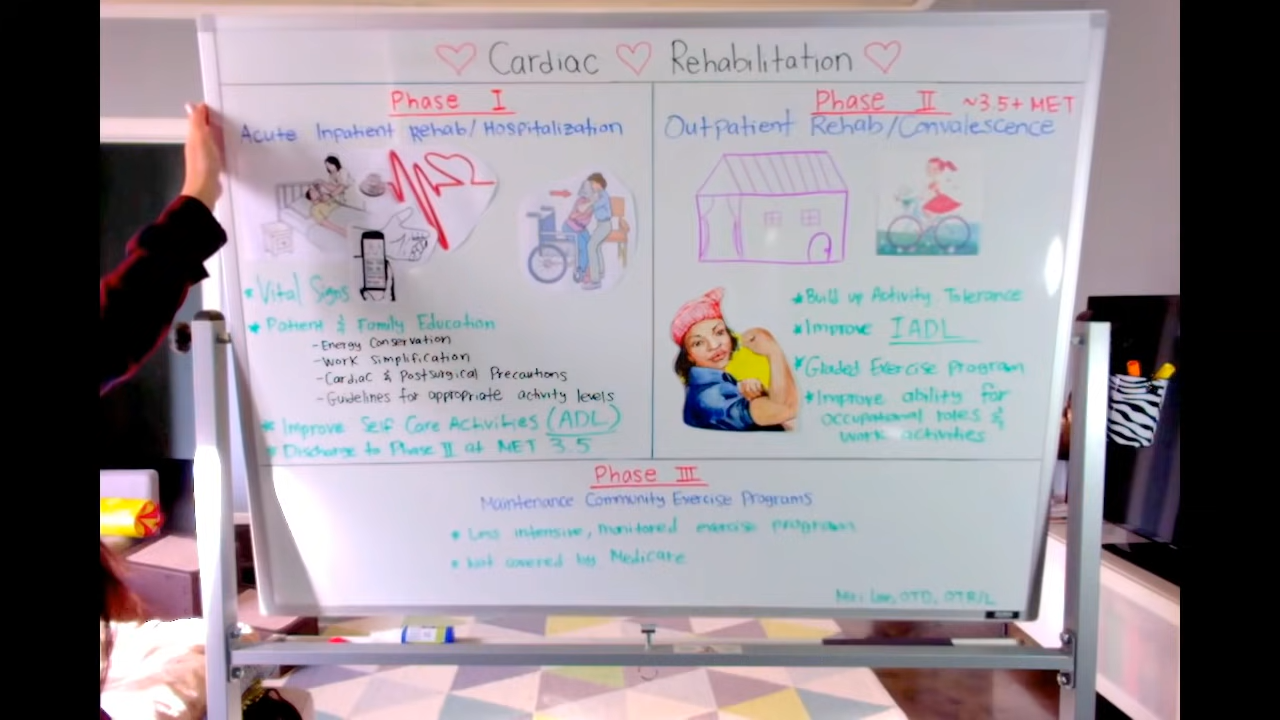 Cardiac Rehabilitation
Phase I
Acute Inpatient Rehab/Hospitalization
* Vital Signs
* Patient & Family Education
- Energy Conservation
- Work Simplification
- Cardiac & Postsurgical Precautions
- Guidelines for appropriate activity levels
* Improve Self Care Activities (ADL)
* Discharge to Phase II at MET 3.5
Phase II ~3.5+ MET
Outpatient Rehab/Convalescence
* Build up Activity Tolerance
* Improve IADL
* Graded Exercise Program
* Improve ability for
occupational roles &
work activities
Phase III
Maintenance Community Exercise Programs
* Less intensive, monitored exercise program
* Not covered by Medicare
OTD, OTR/L